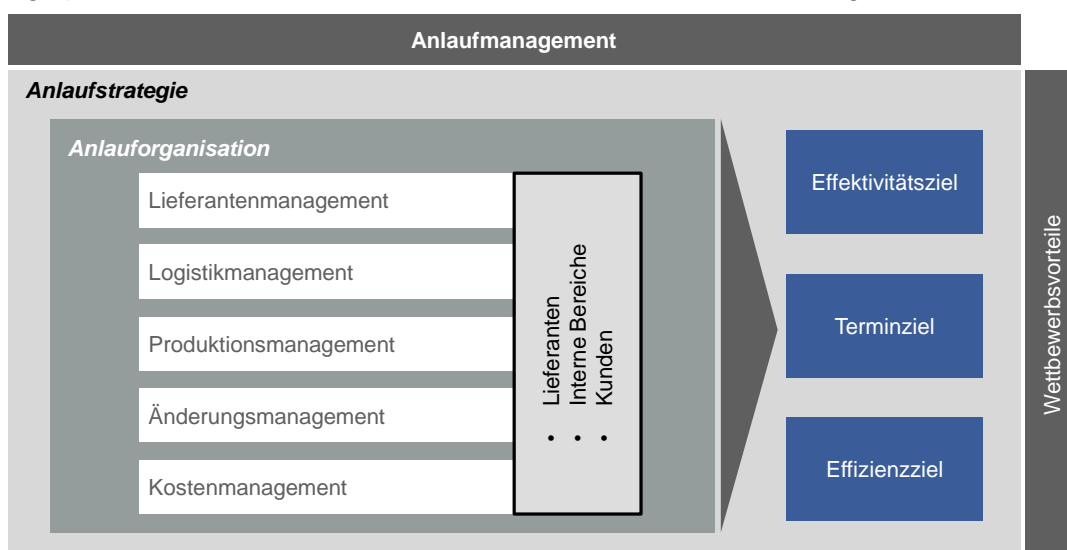 Anlaufmanagement
Anlaufstrategie
Anlauforganisation
Lieferantenmanagement
Logistikmanagement
Produktionsmanagement
Änderungsmanagement
Kostenmanagement
• Lieferanten
• Interne Bereiche
• Kunden
Effektivitätsziel
Terminziel
Effizienzziel
Wettbewerbsvorteile